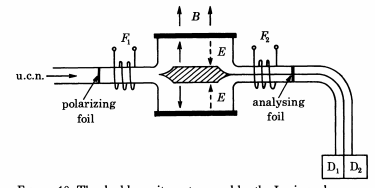 B
F₁
E
F₂
u.c.n.
polarizing
foil
E
analysing
foil
D₁ D₂